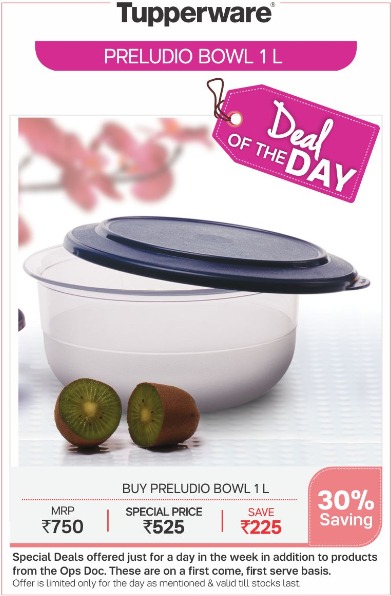 Tupperware®
PRELUDIO BOWL 1 L
Deal
OF THE
DAY
BUY PRELUDIO BOWL 1 L
MRP
₹750
SPECIAL PRICE
₹525
SAVE
₹225
30%
Saving
Special Deals offered just for a day in the week in addition to products
from the Ops Doc. These are on a first come, first serve basis.
Offer is limited only for the day as mentioned & valid till stocks last.